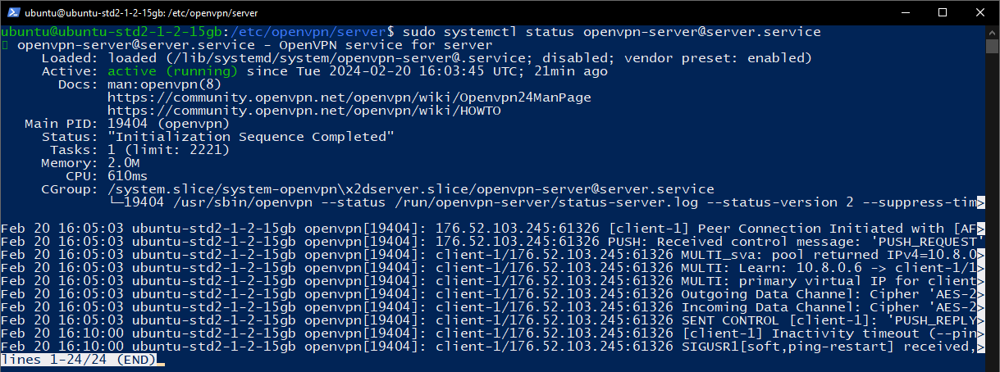 ubuntu@ubuntu-std2-1-2-15gb: /etc/openvpn/server
ubuntu@ubuntu-std2-1-2-15gb:/etc/openvpn/server$ sudo systemctl status openvpn-server@server.service
openvpn-server@server.service - OpenVPN service for server
Loaded: loaded (/lib/systemd/system/openvpn-server@.service; disabled; vendor preset: enabled)
Active: active (running) since Tue 2024-02-20 16:03:45 UTC; 21min ago
Docs: man:openvpn(8)
https://community.openvpn.net/openvpn/wiki/Openvpn24ManPage
https://community.openvpn.net/openvpn/wiki/HOWTO
Main PID: 19404 (openvpn)
Status: "Initialization Sequence Completed"
Tasks: 1 (limit: 2221)
Memory: 2.0M
CPU: 610ms
CGroup: /system.slice/system-openvpn\x2dserver.slice/openvpn-server@server.service
└─19404 /usr/sbin/openvpn --status /run/openvpn-server/status-server.log --status-version 2 --suppress-tim>
Feb 20 16:05:03 ubuntu-std2-1-2-15gb openvpn[19404]: 176.52.103.245:61326 [client-1] Peer Connection Initiated with [AF>
Feb 20 16:05:03 ubuntu-std2-1-2-15gb openvpn[19404]: 176.52.103.245:61326 PUSH: Received control message: 'PUSH_REQUEST'
Feb 20 16:05:03 ubuntu-std2-1-2-15gb openvpn[19404]: client-1/176.52.103.245:61326 MULTI_sva: pool returned IPv4=10.8.0>
Feb 20 16:05:03 ubuntu-std2-1-2-15gb openvpn[19404]: client-1/176.52.103.245:61326 MULTI: Learn: 10.8.0.6 -> client-1/1>
Feb 20 16:05:03 ubuntu-std2-1-2-15gb openvpn[19404]: client-1/176.52.103.245:61326 MULTI: primary virtual IP for client>
Feb 20 16:05:03 ubuntu-std2-1-2-15gb openvpn[19404]: client-1/176.52.103.245:61326 Outgoing Data Channel: Cipher 'AES-2>
Feb 20 16:05:03 ubuntu-std2-1-2-15gb openvpn[19404]: client-1/176.52.103.245:61326 Incoming Data Channel: Cipher 'AES-2>
Feb 20 16:05:03 ubuntu-std2-1-2-15gb openvpn[19404]: client-1/176.52.103.245:61326 SENT CONTROL [client-1]: 'PUSH_REPLY>
Feb 20 16:10:00 ubuntu-std2-1-2-15gb openvpn[19404]: client-1/176.52.103.245:61326 [client-1] Inactivity timeout (--pin>
Feb 20 16:10:00 ubuntu-std2-1-2-15gb openvpn[19404]: client-1/176.52.103.245:61326 SIGUSR1[soft,ping-restart] received,>
lines 1-24/24 (END)